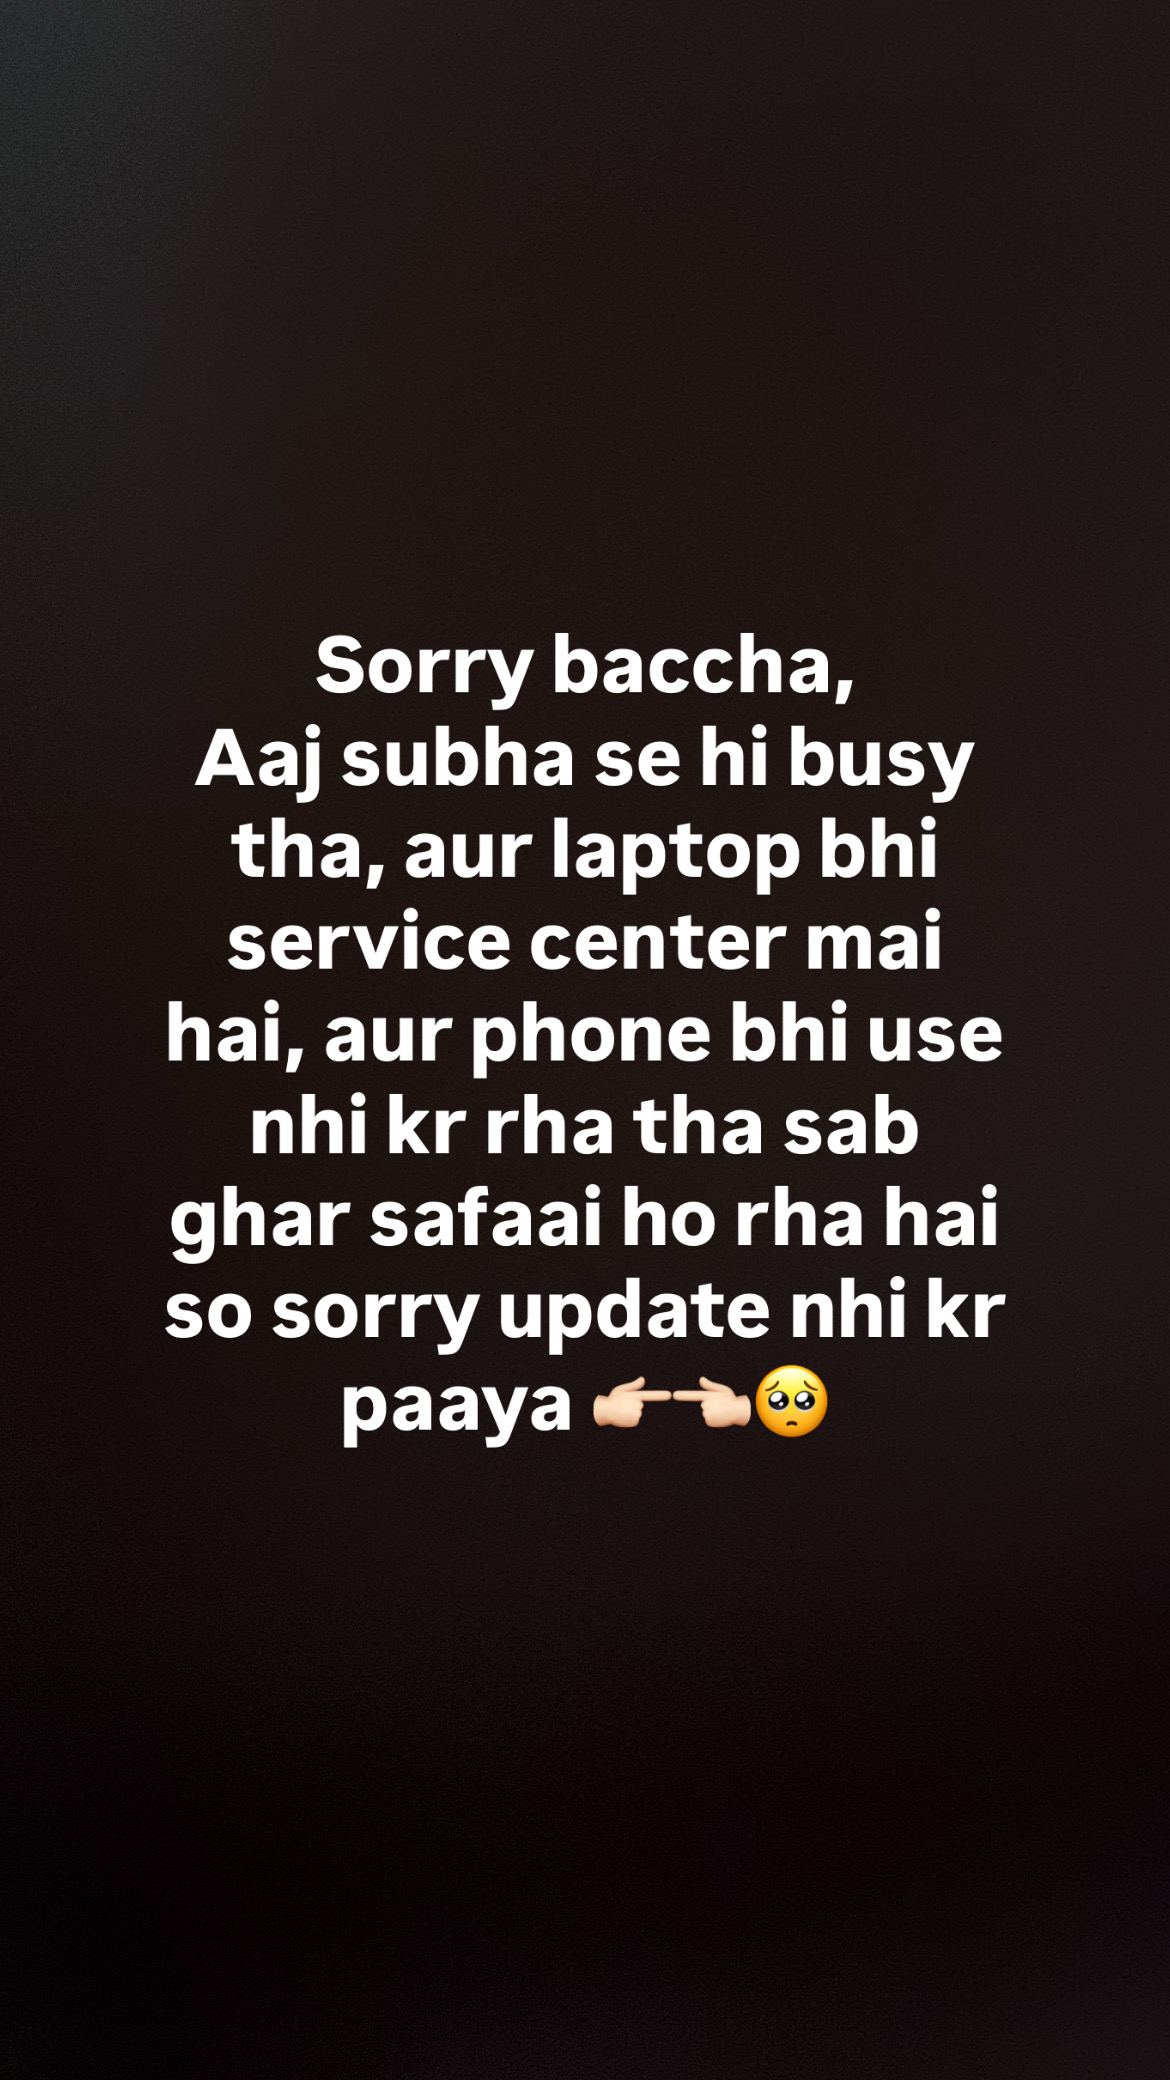 Sorry baccha,
Aaj subha se hi busy
tha, aur laptop bhi
service center mai
hai, aur phone bhi use
nhi kr rha tha sab
ghar safaai ho rha hai
so sorry update nhi kr
paaya 👉🏻👈🏻🥺